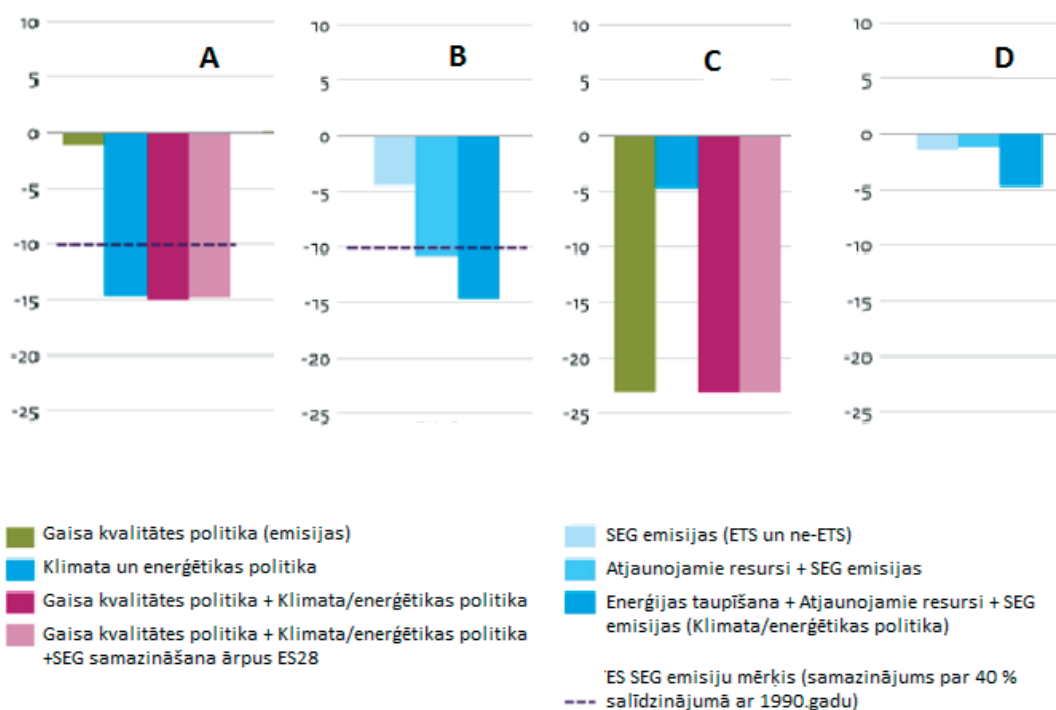 A
10
5
0
-5
-10
-15
-20
-25
B
10
5
0
-5
-10
-15
-20
-25
C
10
5
0
-5
-10
-15
-20
-25
D
10
5
0
-5
-10
-15
-20
-25
Gaisa kvalitātes politika (emisijas)
Klimata un enerģētikas politika
Gaisa kvalitātes politika + Klimata/enerģētikas politika
Gaisa kvalitātes politika + Klimata/enerģētikas politika
+SEG samazināšana ārpus ES28
SEG emisijas (ETS un ne-ETS)
Atjaunojamie resursi + SEG emisijas
Enerģijas taupīšana + Atjaunojamie resursi + SEG
emisijas (Klimata/enerģētikas politika)
ES SEG emisiju mērķis (samazinājums par 40 %
salīdzinājumā ar 1990.gadu)